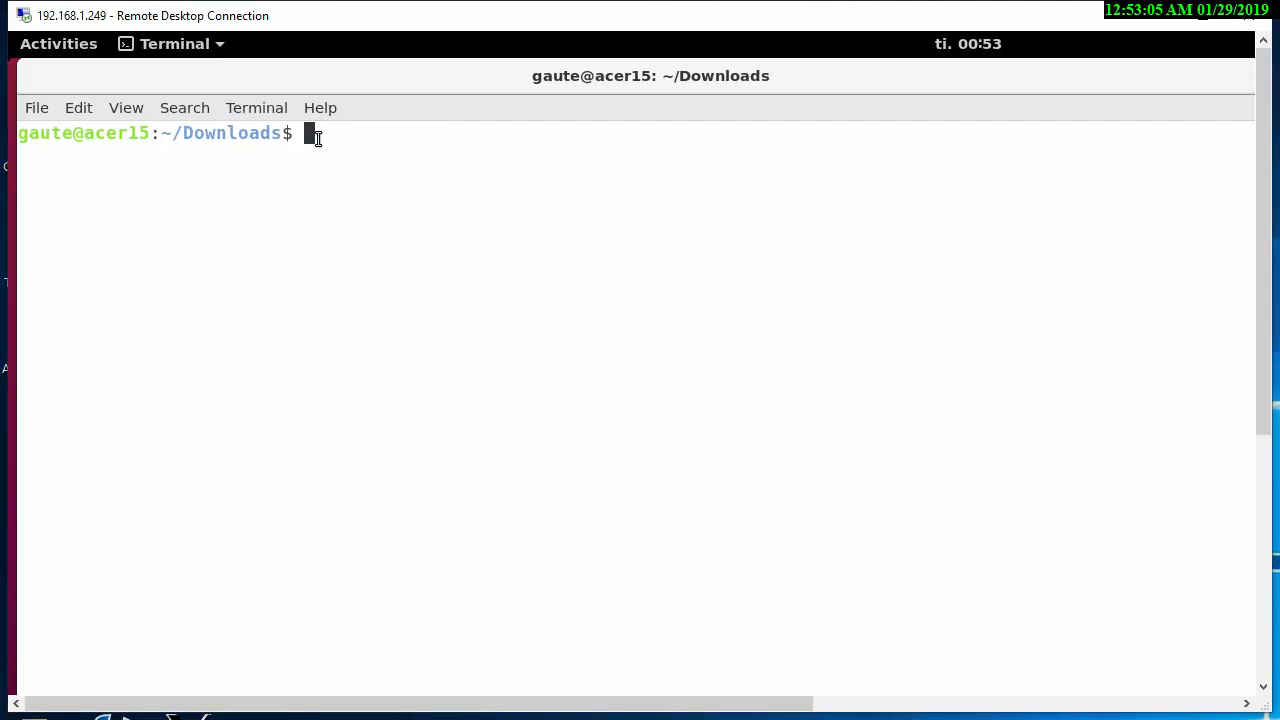 192.168.1.249 - Remote Desktop Connection
12:53:05 AM 01/29/2019
Activities Terminal ti. 00:53
gaute@acer15: ~/Downloads
File Edit View Search Terminal Help
gaute@acer15:~/Downloads$